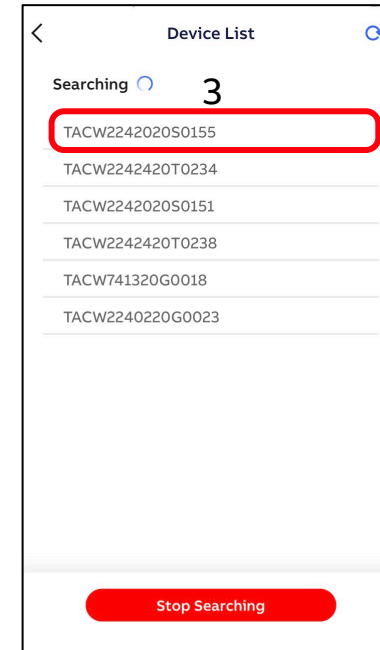 Device List
Searching
3
TACW2242020S0155
TACW2242420T0234
TACW2242020S0151
TACW2242420T0238
TACW741320G0018
TACW2240220G0023
Stop Searching